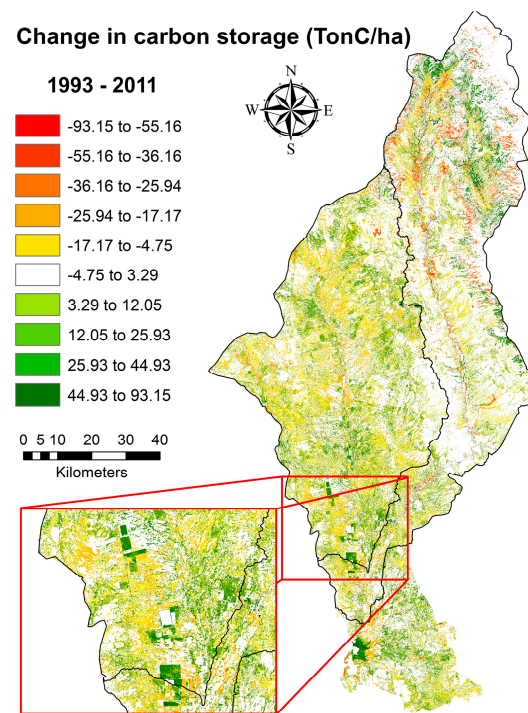 Change in carbon storage (TonC/ha)
1993 - 2011
N
W E
S
-93.15 to -55.16
-55.16 to -36.16
-36.16 to -25.94
-25.94 to -17.17
-17.17 to -4.75
-4.75 to 3.29
3.29 to 12.05
12.05 to 25.93
25.93 to 44.93
44.93 to 93.15
0 5 10 20 30 40
Kilometers